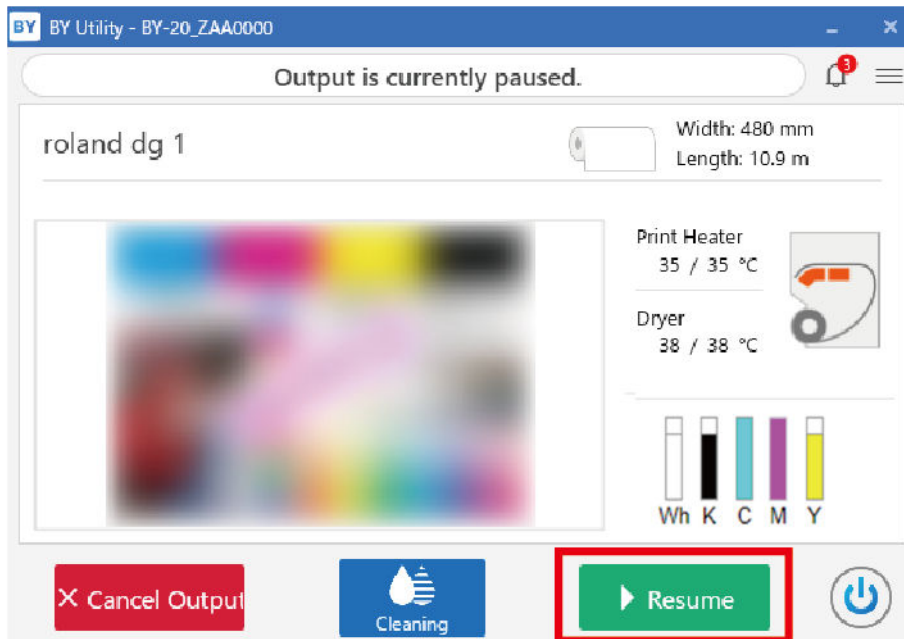 BY BY Utility - BY-20_ZAA0000
Output is currently paused.
3
roland dg 1
Width: 480 mm
Length: 10.9 m
Print Heater
35 / 35 °C
Dryer
38 / 38 °C
Wh K C M Y
Cancel Output
Cleaning
Resume